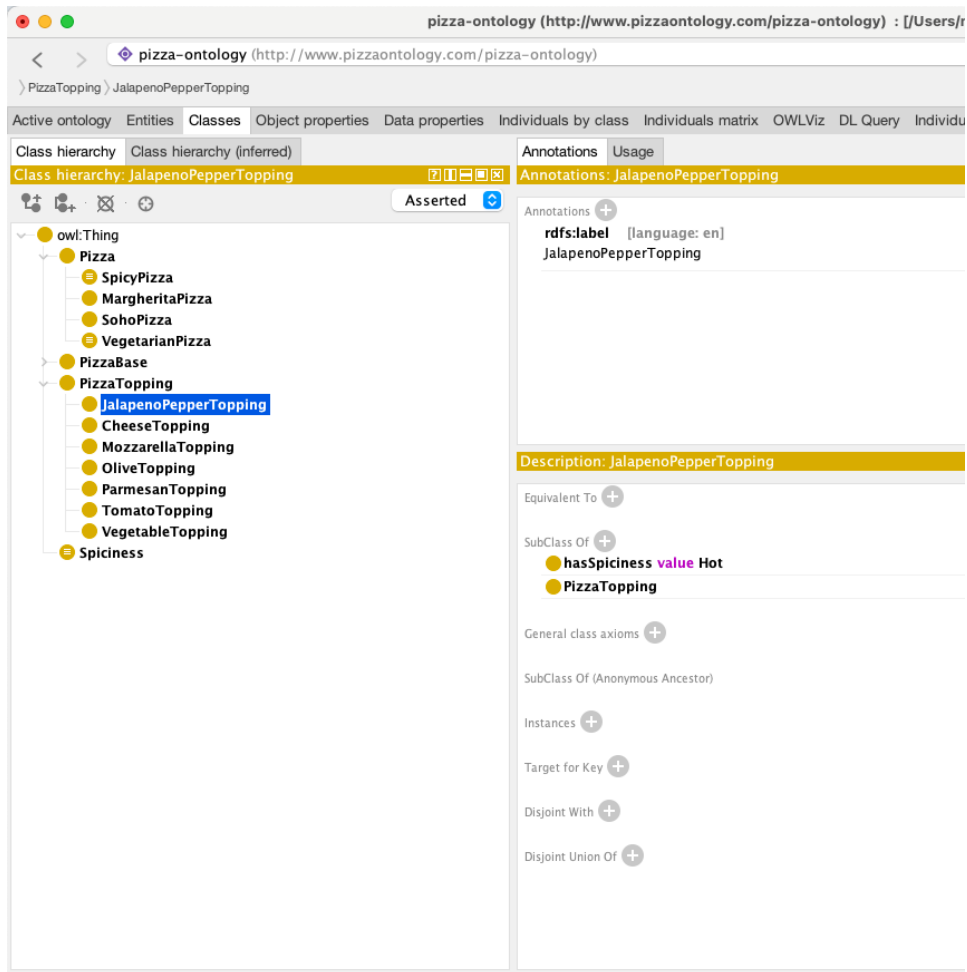 pizza-ontology (http://www.pizzaontology.com/pizza-ontology) : [/Users/r
pizza-ontology (http://www.pizzaontology.com/pizza-ontology)
PizzaTopping JalapenoPepperTopping
Active ontology Entities Classes Object properties Data properties Individuals by class Individuals matrix OWLViz DL Query Individu
Class hierarchy Class hierarchy (inferred)
Class hierarchy: JalapenoPepperTopping
Asserted
owl:Thing
Pizza
SpicyPizza
MargheritaPizza
SohoPizza
VegetarianPizza
PizzaBase
PizzaTopping
JalapenoPepperTopping
CheeseTopping
MozzarellaTopping
OliveTopping
ParmesanTopping
TomatoTopping
VegetableTopping
Spiciness
Annotations Usage
Annotations: JalapenoPepperTopping
Annotations
rdfs:label [language: en]
JalapenoPepperTopping
Description: JalapenoPepperTopping
Equivalent To
SubClass Of
hasSpiciness value Hot
PizzaTopping
General class axioms
SubClass Of (Anonymous Ancestor)
Instances
Target for Key
Disjoint With
Disjoint Union Of